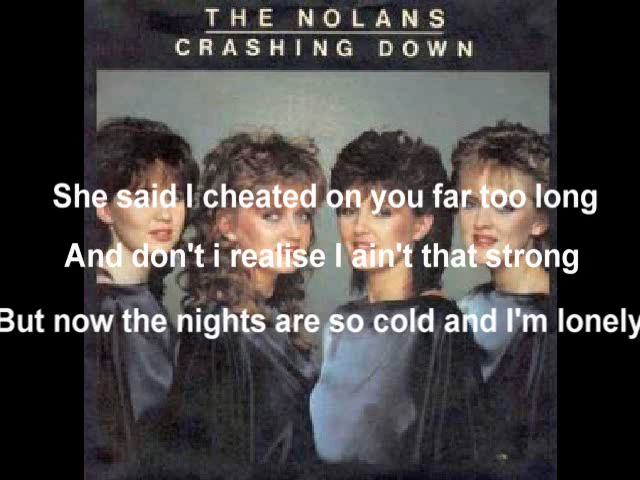 THE NOLANS
CRASHING DOWN
She said I cheated on you far too long
And don't i realise I ain't that strong
But now the nights are so cold and I'm lonely